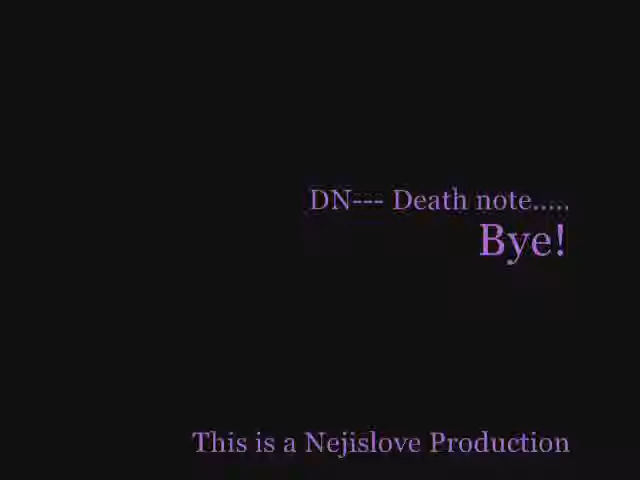 DN--- Death note.....
Bye!
This is a Nejislove Production